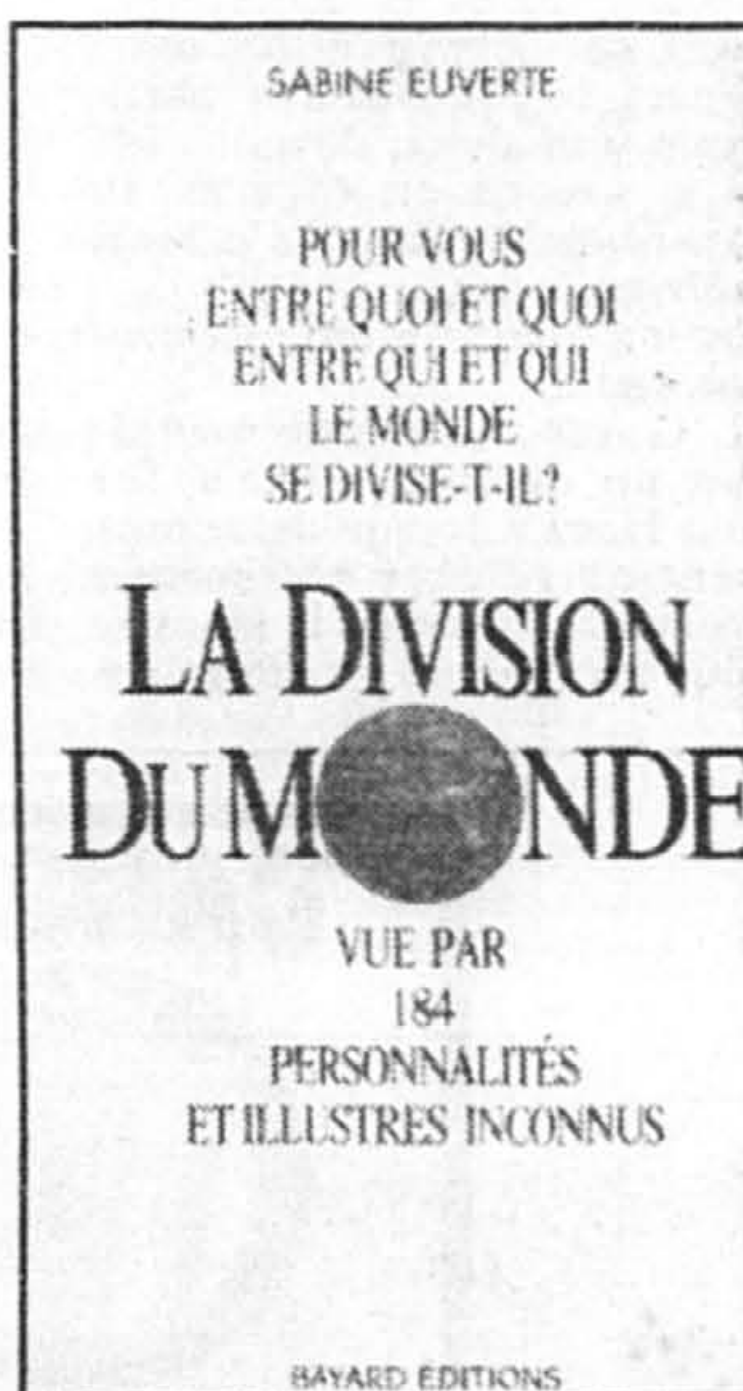 SABINE EUVERTE
POUR VOUS
ENTRE QUOI ET QUOI
ENTRE QUI ET QUI
LE MONDE
SE DIVISE-T-IL?
LA DIVISION
DU MONDE
VUE PAR
184
PERSONNALITÉS
ET ILLUSTRES INCONNUS
BAYARD EDITIONS